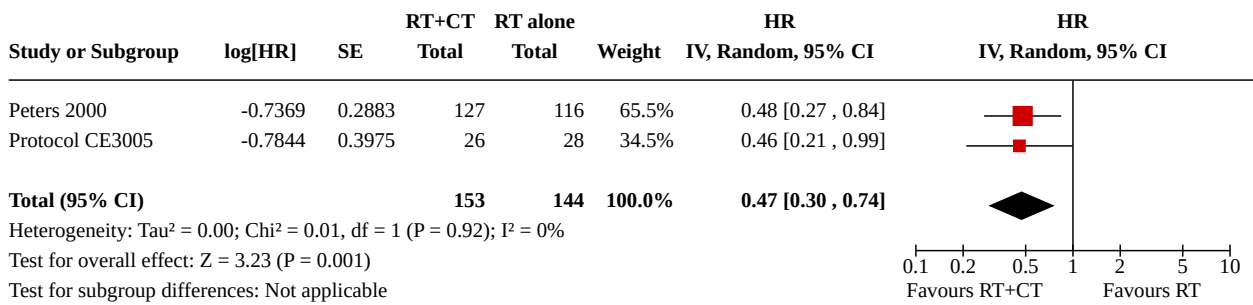 RT+CT RT alone HR HR
Study or Subgroup log[HR] SE Total Total Weight IV, Random, 95% CI IV, Random, 95% CI
Peters 2000 -0.7369 0.2883 127 116 65.5% 0.48 [0.27 , 0.84]
Protocol CE3005 -0.7844 0.3975 26 28 34.5% 0.46 [0.21 , 0.99]
Total (95% CI) 153 144 100.0% 0.47 [0.30 , 0.74]
Heterogeneity: Tau² = 0.00; Chi² = 0.01, df = 1 (P = 0.92); I² = 0%
Test for overall effect: Z = 3.23 (P = 0.001) 0.1 0.2 0.5 1 2 5 10
Test for subgroup differences: Not applicable Favours RT+CT Favours RT